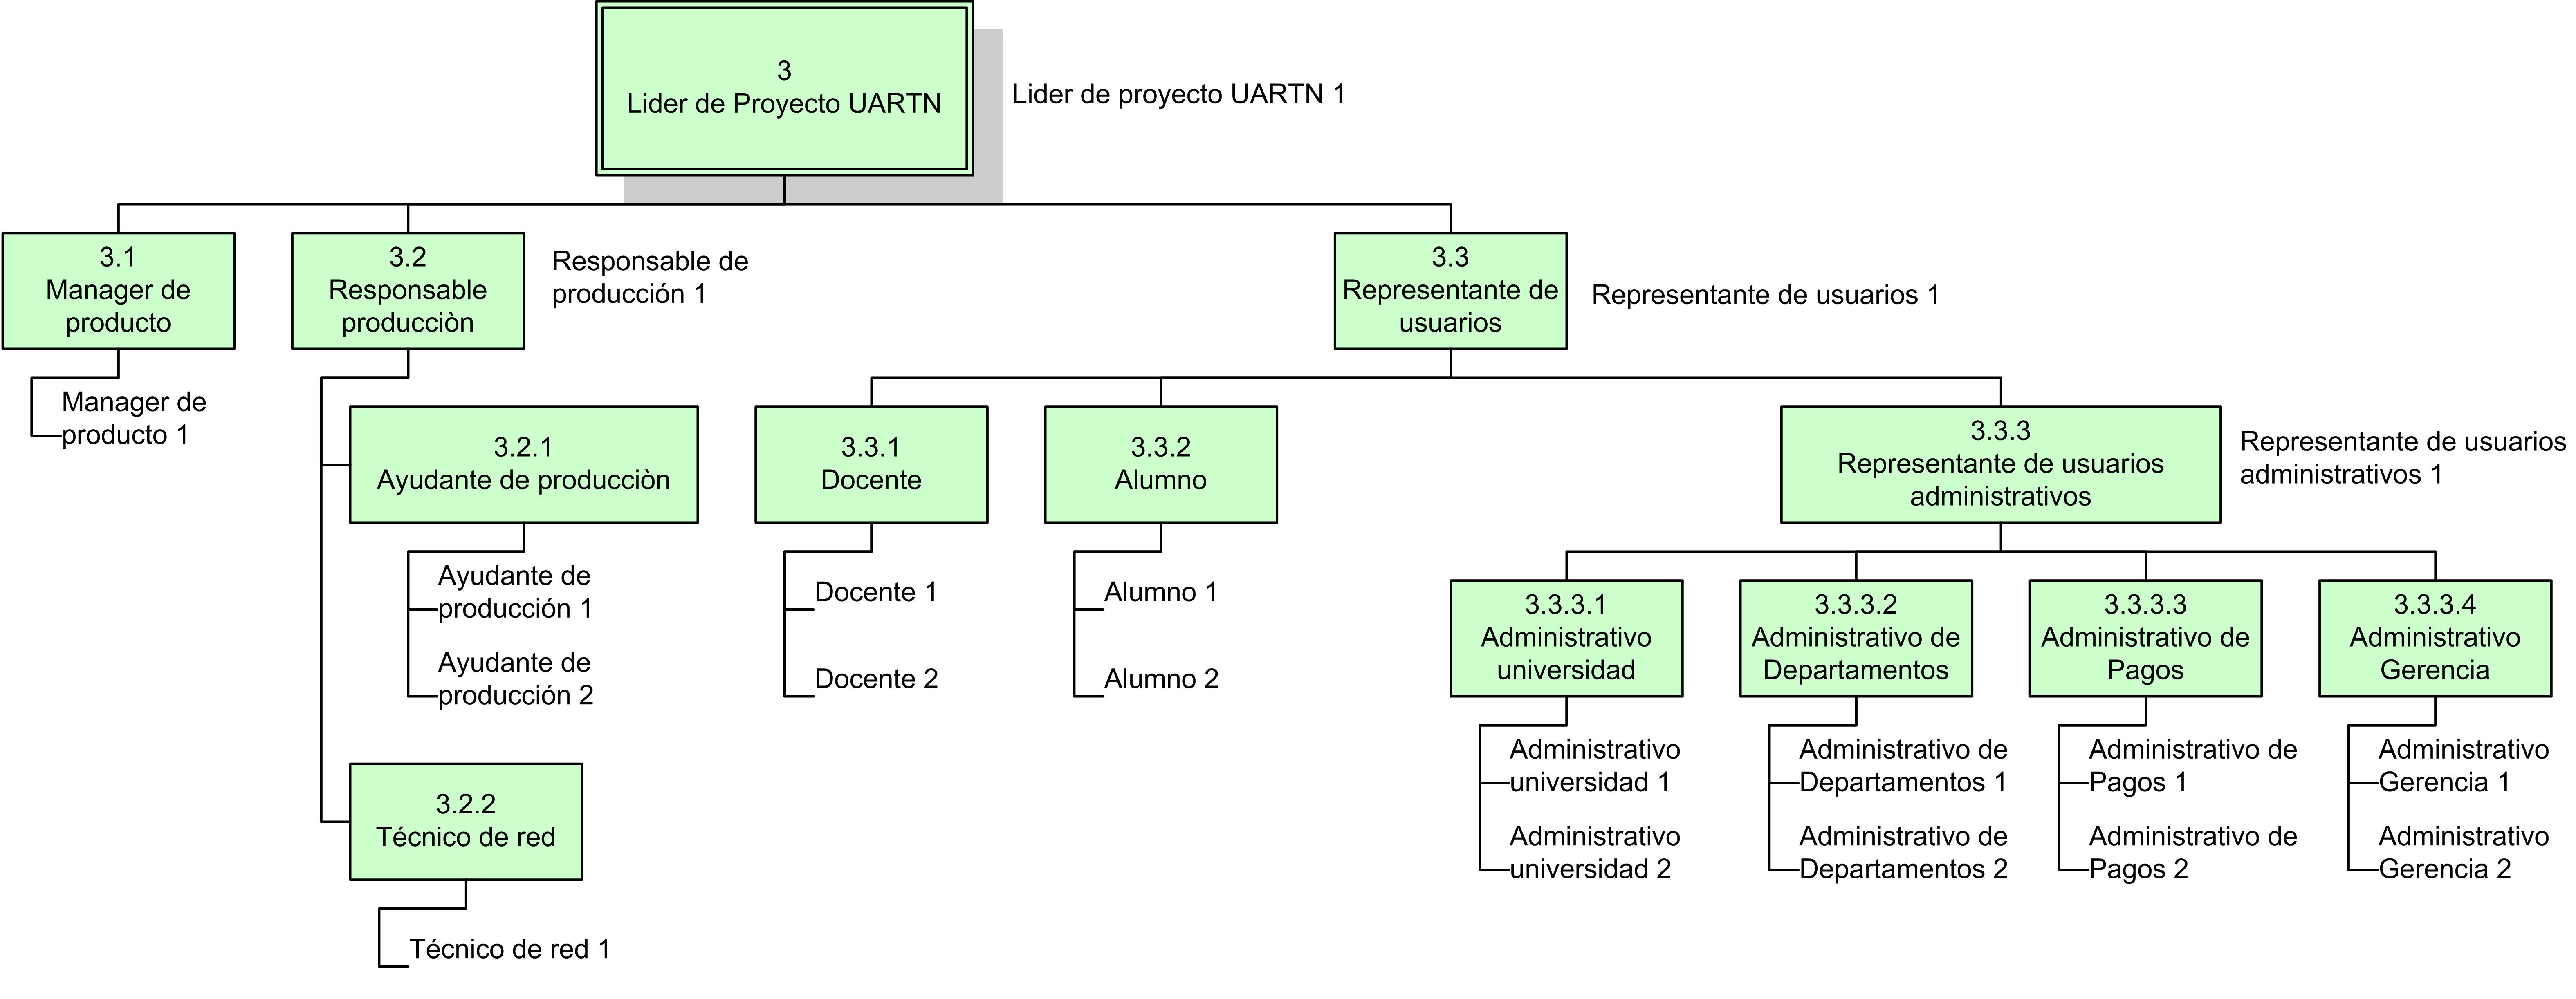 3
Lider de Proyecto UARTN
Lider de proyecto UARTN 1
3.1
Manager de
producto
3.2
Responsable
producciòn
Responsable de
producción 1
3.3
Representante de
usuarios
Representante de usuarios 1
Manager de
producto 1
3.2.1
Ayudante de producciòn
3.3.1
Docente
3.3.2
Alumno
3.3.3
Representante de usuarios
administrativos
Representante de usuarios
administrativos 1
Ayudante de
producción 1
Ayudante de
producción 2
Docente 1
Docente 2
Alumno 1
Alumno 2
3.3.3.1
Administrativo
universidad
3.3.3.2
Administrativo de
Departamentos
3.3.3.3
Administrativo de
Pagos
3.3.3.4
Administrativo
Gerencia
Administrativo
universidad 1
Administrativo
universidad 2
Administrativo de
Departamentos 1
Administrativo de
Departamentos 2
Administrativo de
Pagos 1
Administrativo de
Pagos 2
Administrativo
Gerencia 1
Administrativo
Gerencia 2
3.2.2
Técnico de red
Técnico de red 1